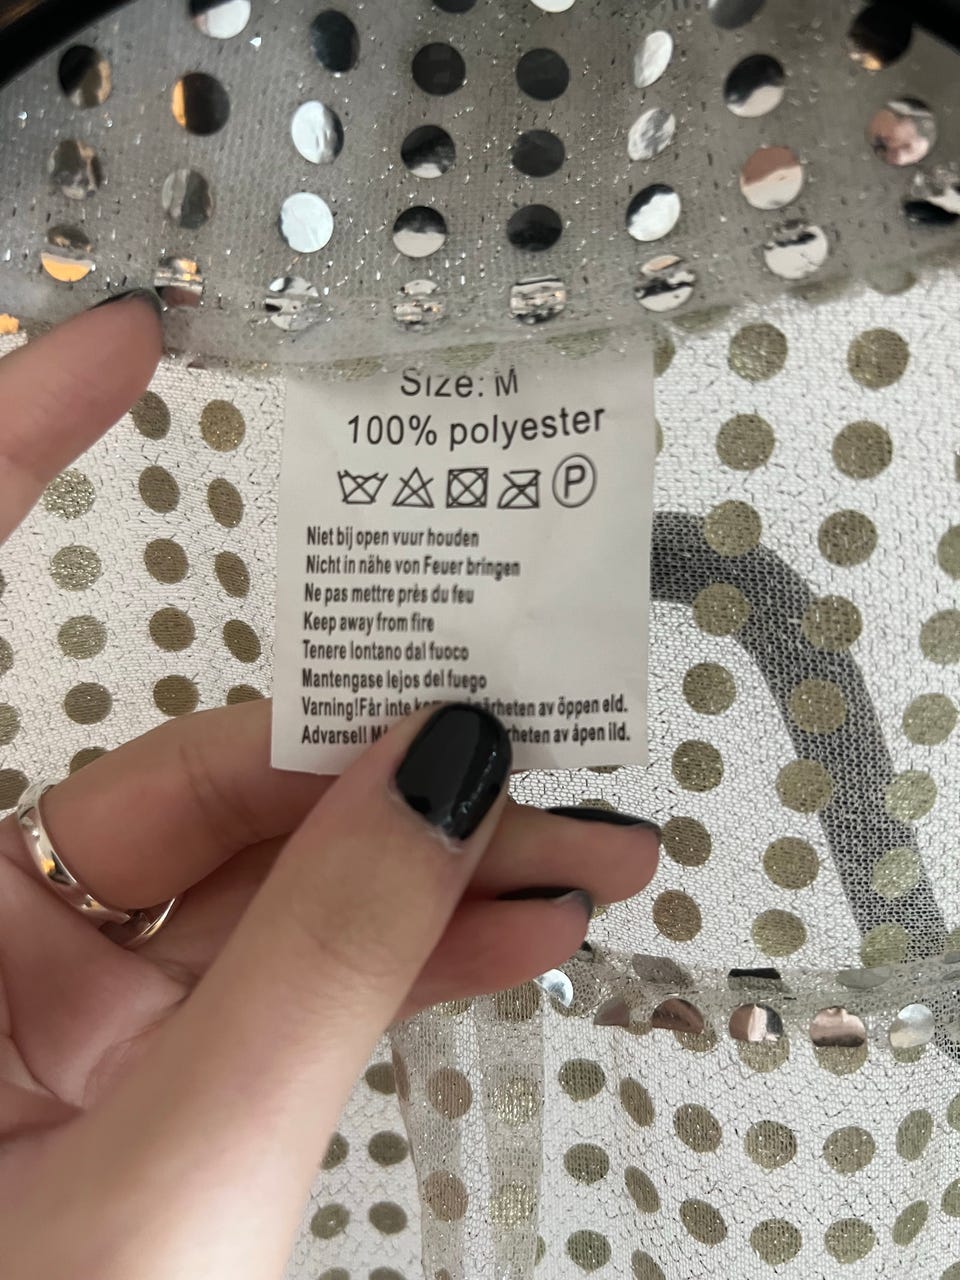 Size: M
100% polyester
P
Niet bij open vuur houden
Nicht in nähe von Feuer bringen
Ne pas mettre près du feu
Keep away from fire
Tenere lontano dal fuoco
Mantengase lejos del fuego
Varning!Får inte av öppen eld.
Advarsel! av åpen ild.